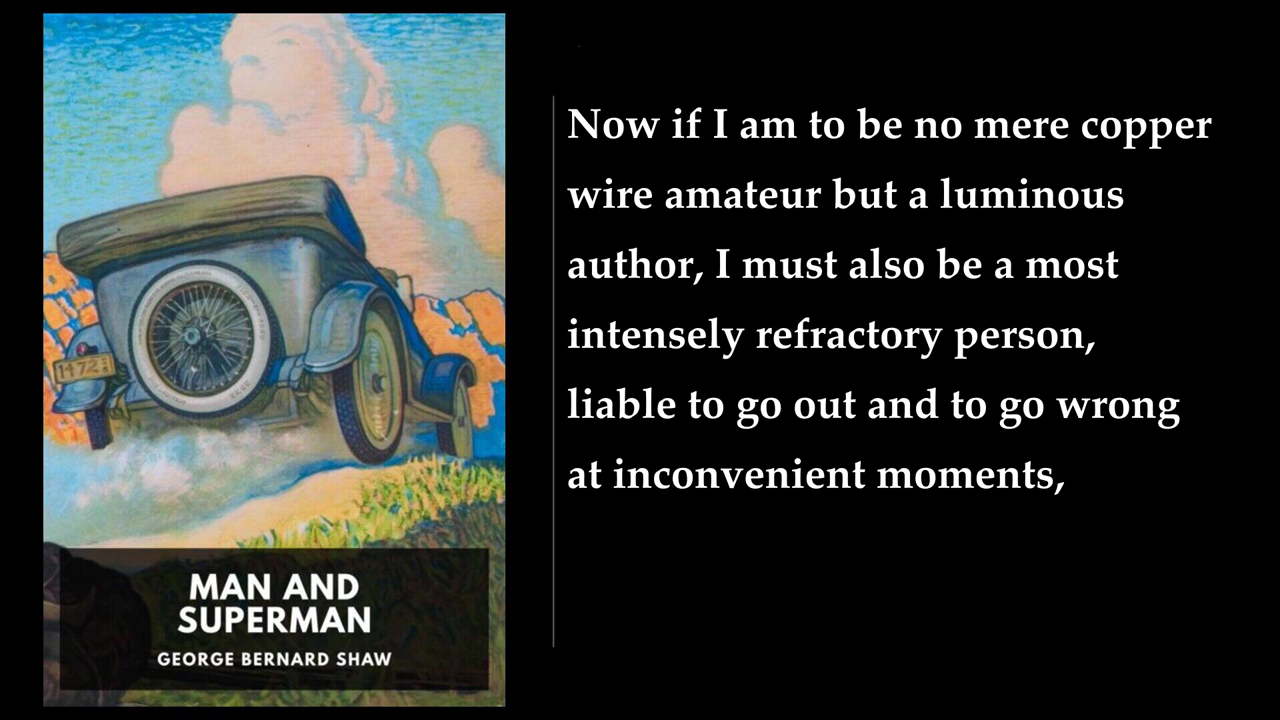 Now if I am to be no mere copper
wire amateur but a luminous
author, I must also be a most
intensely refractory person,
liable to go out and to go wrong
at inconvenient moments,
1472
MAN AND
SUPERMAN
GEORGE BERNARD SHAW